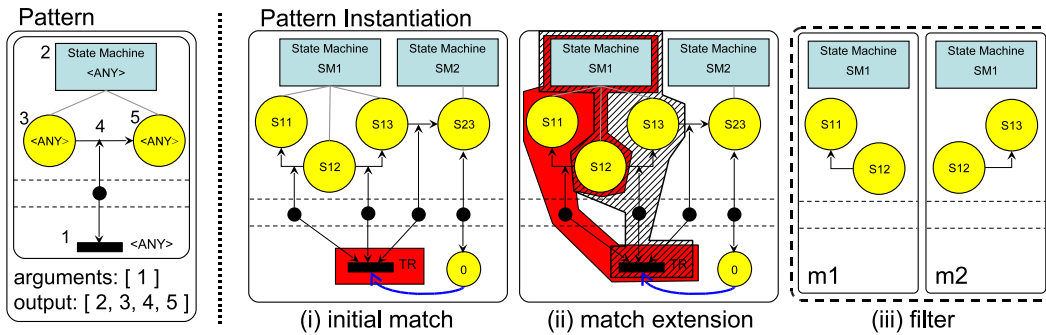 Pattern
2
State Machine
<ANY>
3
4
5
<ANY>
<ANY>
1
<ANY>
arguments: [ 1 ]
output: [ 2, 3, 4, 5 ]
Pattern Instantiation
State Machine
SM1
State Machine
SM2
S11
S13
S23
S12
TR
0
(i) initial match
State Machine
SM1
State Machine
SM2
S11
S13
S23
S12
TR
0
(ii) match extension
State Machine
SM1
S11
S12
m1
State Machine
SM1
S13
S12
m2
(iii) filter